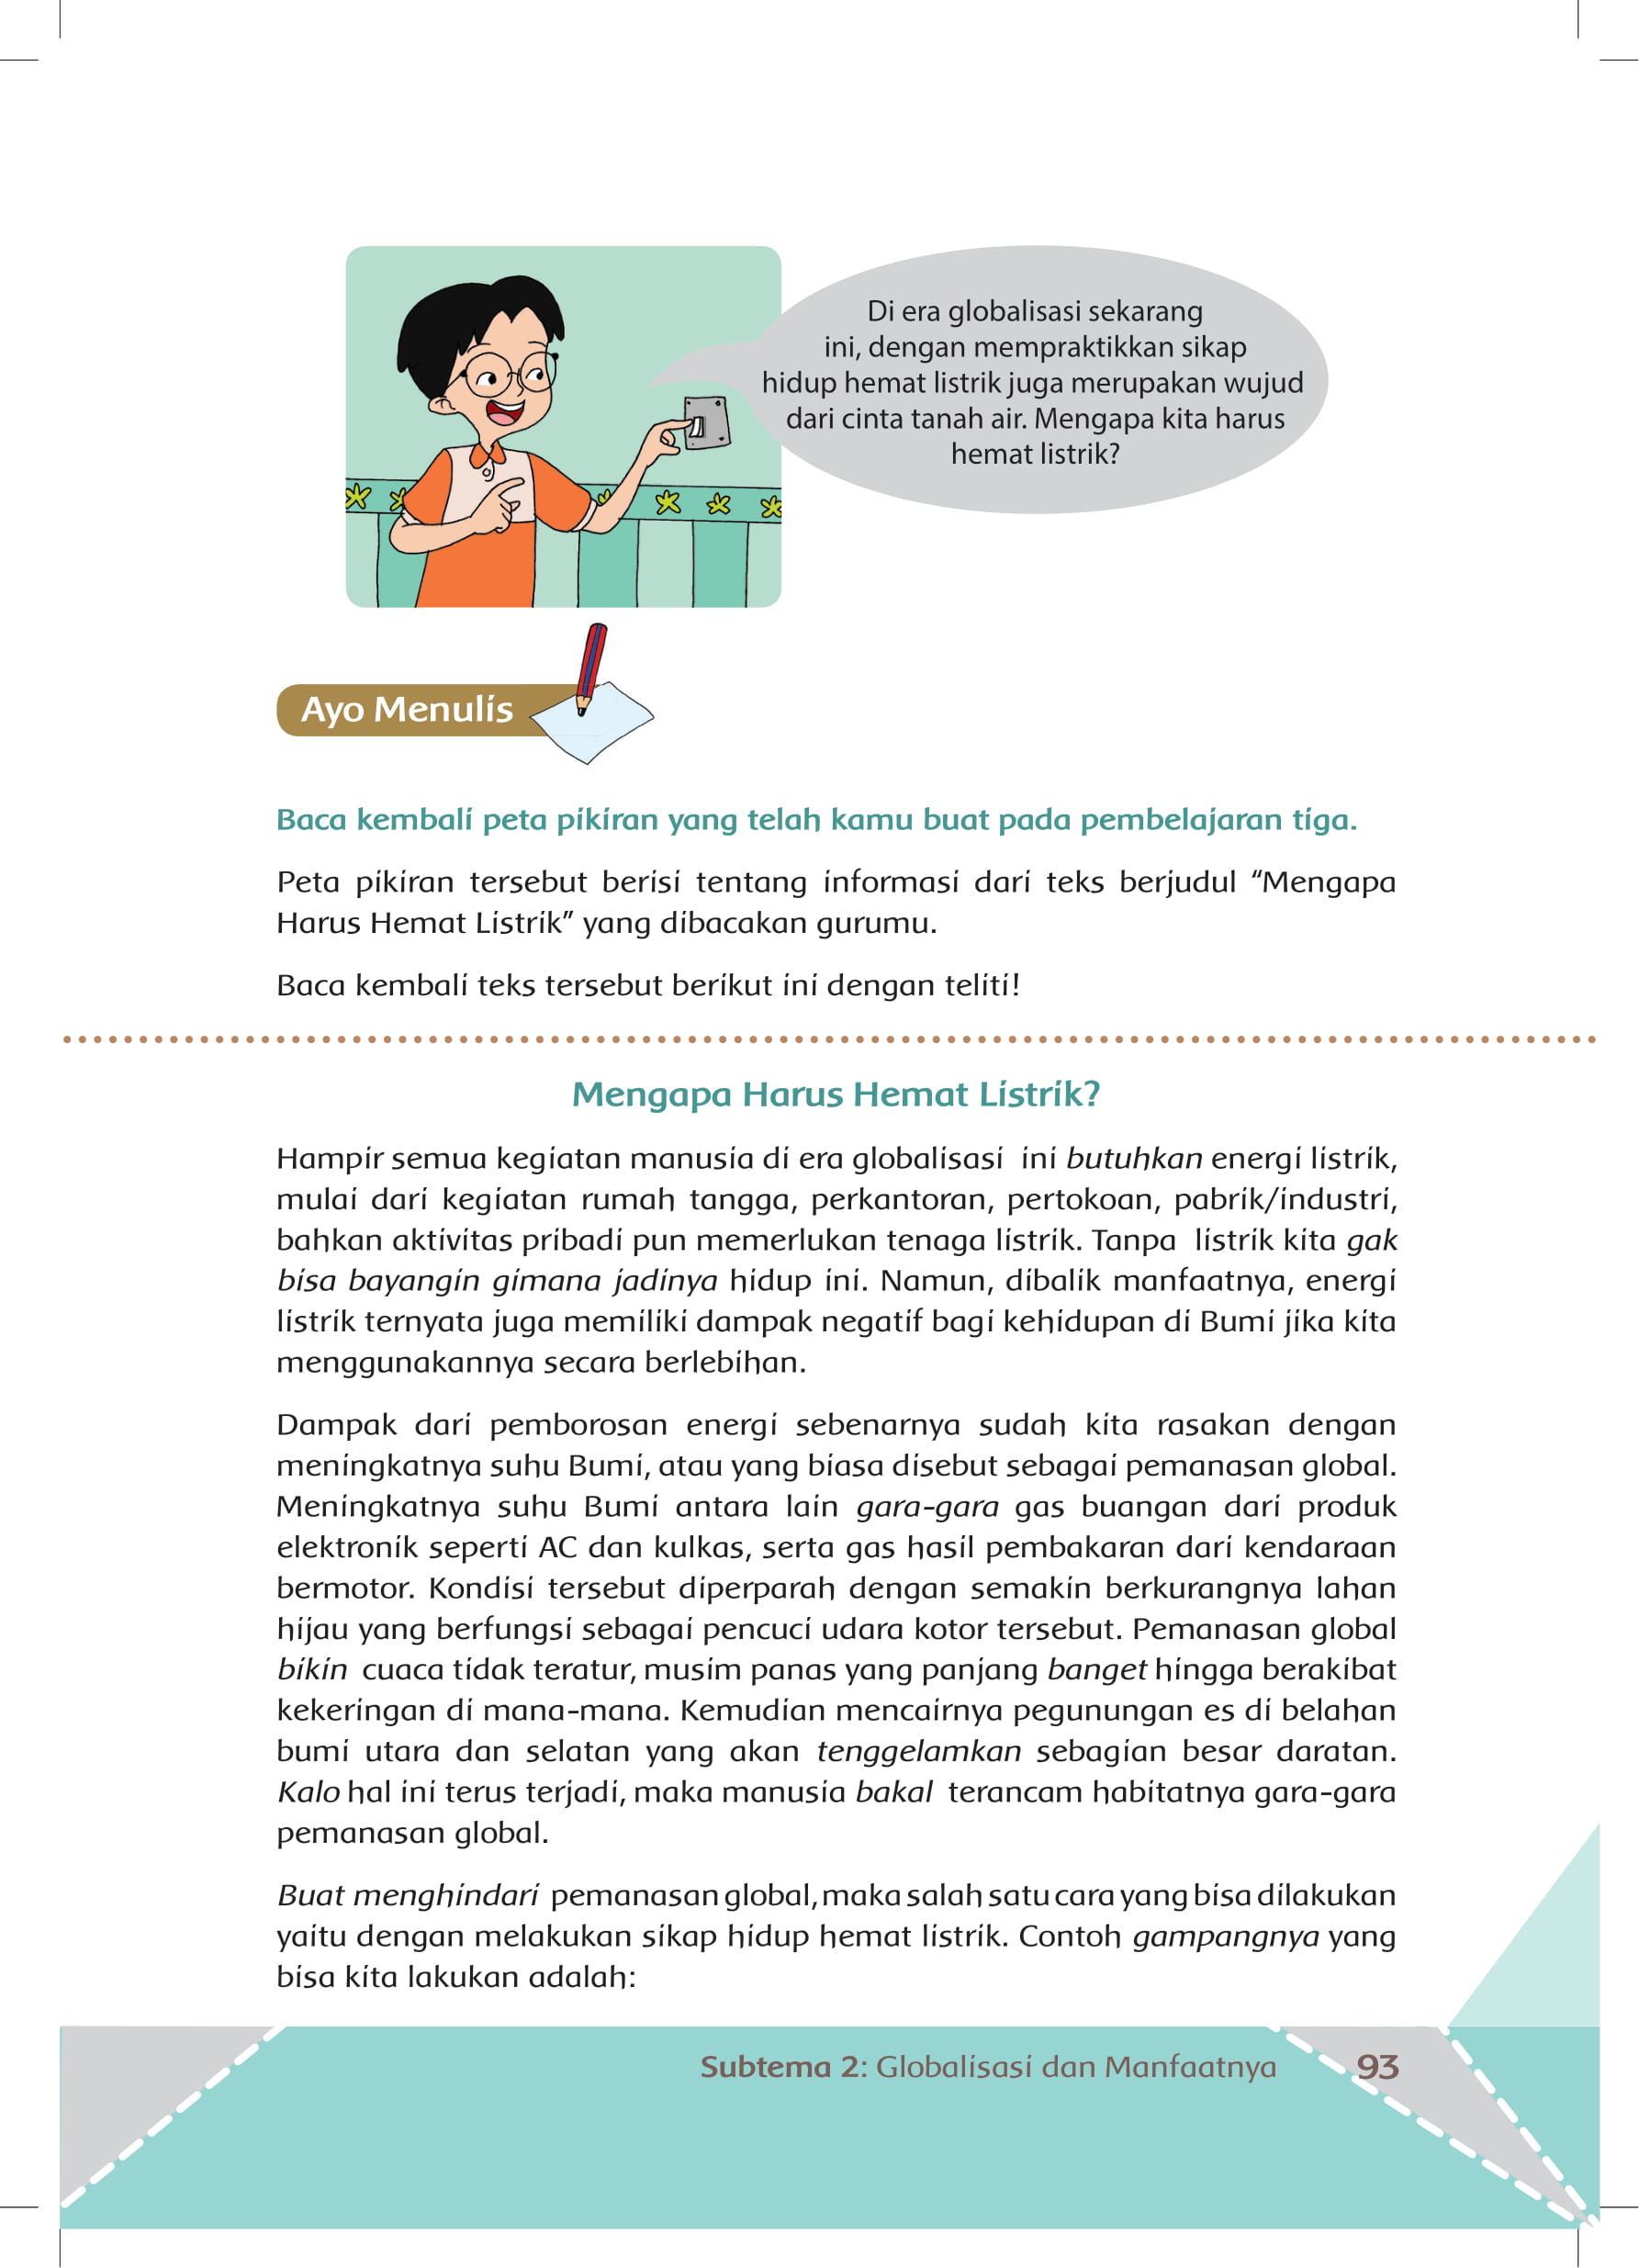 Di era globalisasi sekarang
ini, dengan mempraktikkan sikap
hidup hemat listrik juga merupakan wujud
dari cinta tanah air. Mengapa kita harus
hemat listrik?
Ayo Menulis
Baca kembali peta pikiran yang telah kamu buat pada pembelajaran tiga.
Peta pikiran tersebut berisi tentang informasi dari teks berjudul “Mengapa
Harus Hemat Listrik” yang dibacakan gurumu.
Baca kembali teks tersebut berikut ini dengan teliti!
Mengapa Harus Hemat Listrik?
Hampir semua kegiatan manusia di era globalisasi ini butuhkan energi listrik,
mulai dari kegiatan rumah tangga, perkantoran, pertokoan, pabrik/industri,
bahkan aktivitas pribadi pun memerlukan tenaga listrik. Tanpa listrik kita gak
bisa bayangin gimana jadinya hidup ini. Namun, dibalik manfaatnya, energi
listrik ternyata juga memiliki dampak negatif bagi kehidupan di Bumi jika kita
menggunakannya secara berlebihan.
Dampak dari pemborosan energi sebenarnya sudah kita rasakan dengan
meningkatnya suhu Bumi, atau yang biasa disebut sebagai pemanasan global.
Meningkatnya suhu Bumi antara lain gara-gara gas buangan dari produk
elektronik seperti AC dan kulkas, serta gas hasil pembakaran dari kendaraan
bermotor. Kondisi tersebut diperparah dengan semakin berkurangnya lahan
hijau yang berfungsi sebagai pencuci udara kotor tersebut. Pemanasan global
bikin cuaca tidak teratur, musim panas yang panjang banget hingga berakibat
kekeringan di mana-mana. Kemudian mencairnya pegunungan es di belahan
bumi utara dan selatan yang akan tenggelamkan sebagian besar daratan.
Kalo hal ini terus terjadi, maka manusia bakal terancam habitatnya gara-gara
pemanasan global.
Buat menghindari pemanasan global, maka salah satu cara yang bisa dilakukan
yaitu dengan melakukan sikap hidup hemat listrik. Contoh gampangnya yang
bisa kita lakukan adalah:
Subtema 2: Globalisasi dan Manfaatnya 93